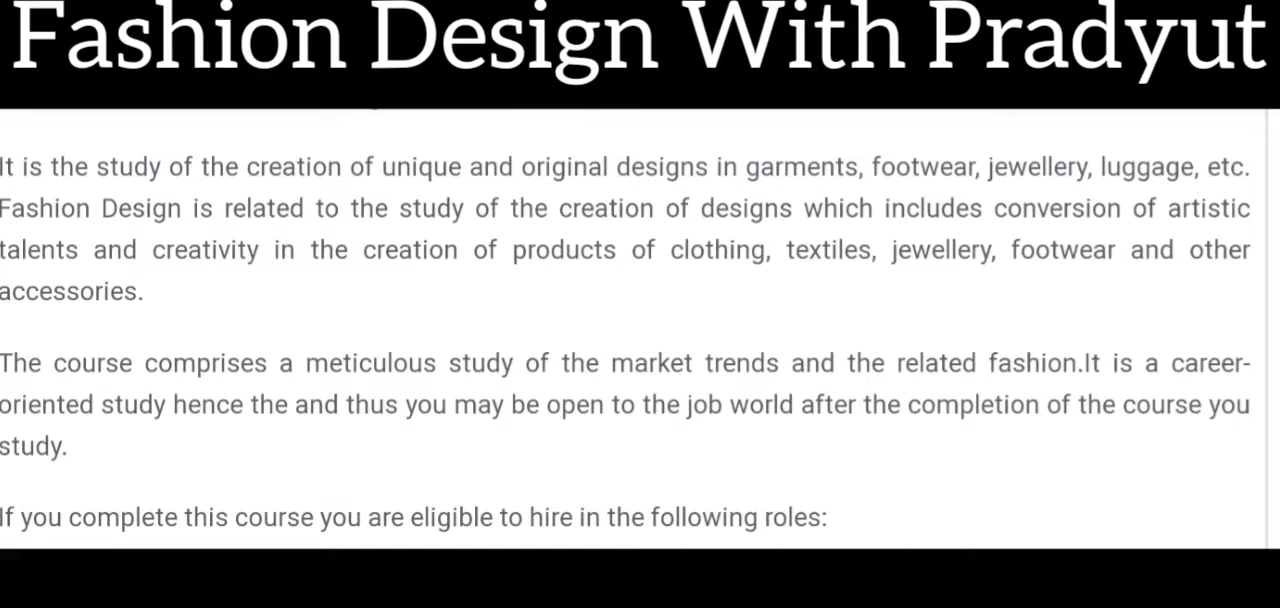 Fashion Design With Pradyut
It is the study of the creation of unique and original designs in garments, footwear, jewellery, luggage, etc.
Fashion Design is related to the study of the creation of designs which includes conversion of artistic
talents and creativity in the creation of products of clothing, textiles, jewellery, footwear and other
accessories.
The course comprises a meticulous study of the market trends and the related fashion.It is a career-
oriented study hence the and thus you may be open to the job world after the completion of the course you
study.
If you complete this course you are eligible to hire in the following roles: